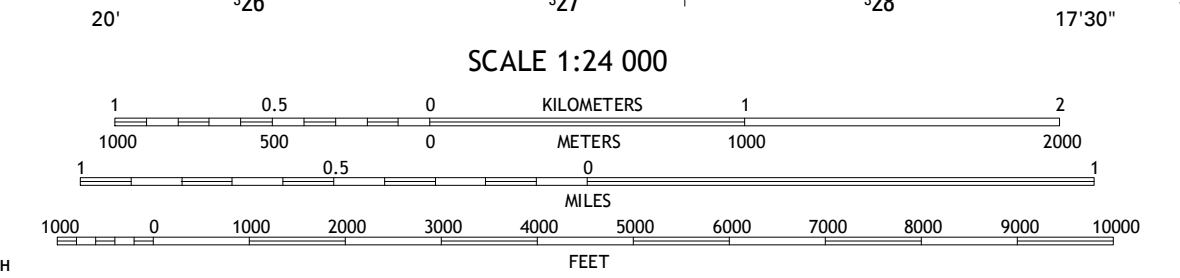 ³26 ³27 ³28
20' 17'30"
SCALE 1:24 000
1 0.5 0 KILOMETERS 1 2
1000 500 0 METERS 1000 2000
1 0.5 0 1
MILES
1000 0 1000 2000 3000 4000 5000 6000 7000 8000 9000 10000
H FEET